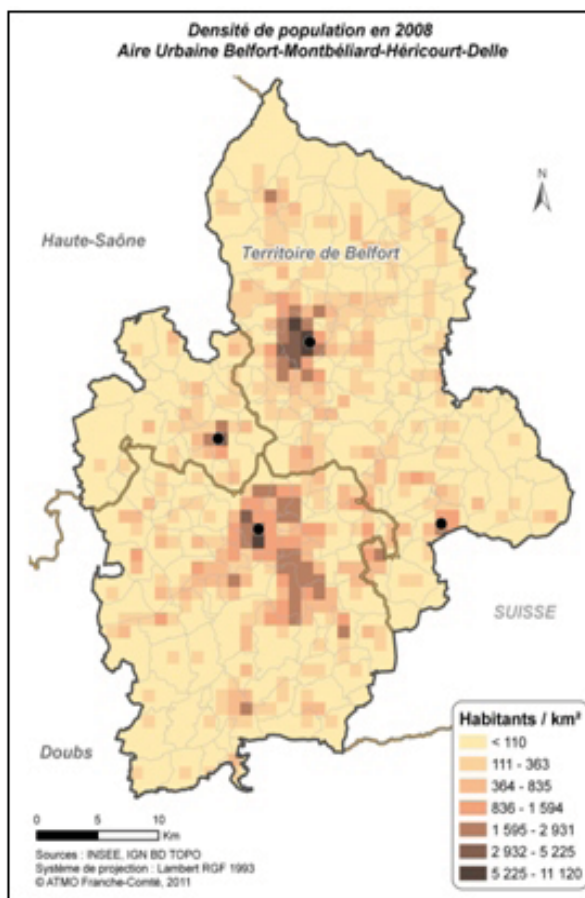 Densité de population en 2008
Aire Urbaine Belfort-Montbéliard-Héricourt-Delle
N
Haute-Saône
Territoire de Belfort
SUISSE
Doubs
Habitants / km²
< 110
111 - 363
364 - 835
836 - 1 594
1 595 - 2 931
2 932 - 5 225
5 225 - 11 120
0 5 10
Km
Sources : INSEE, IGN BD TOPO
Système de projection : Lambert RGF 1993
© ATMO Franche-Comté, 2011